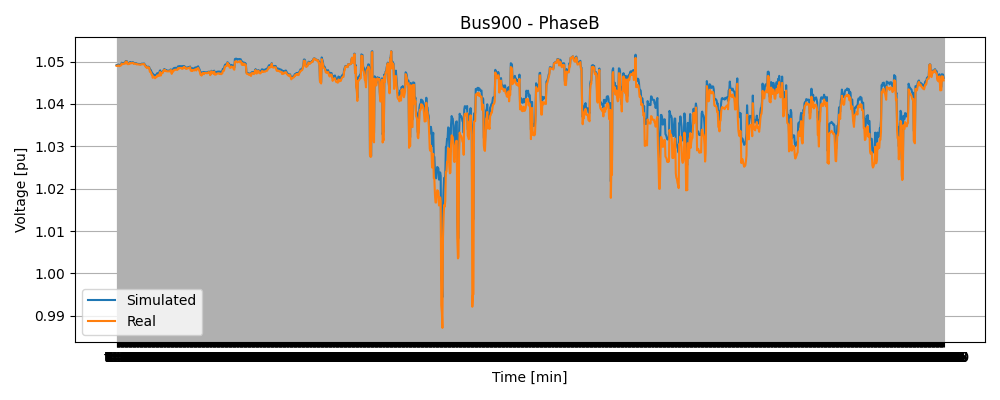 Bus900 - PhaseB
Voltage [pu]
1.05
1.04
1.03
1.02
1.01
1.00
0.99
Simulated
Real
Time [min]